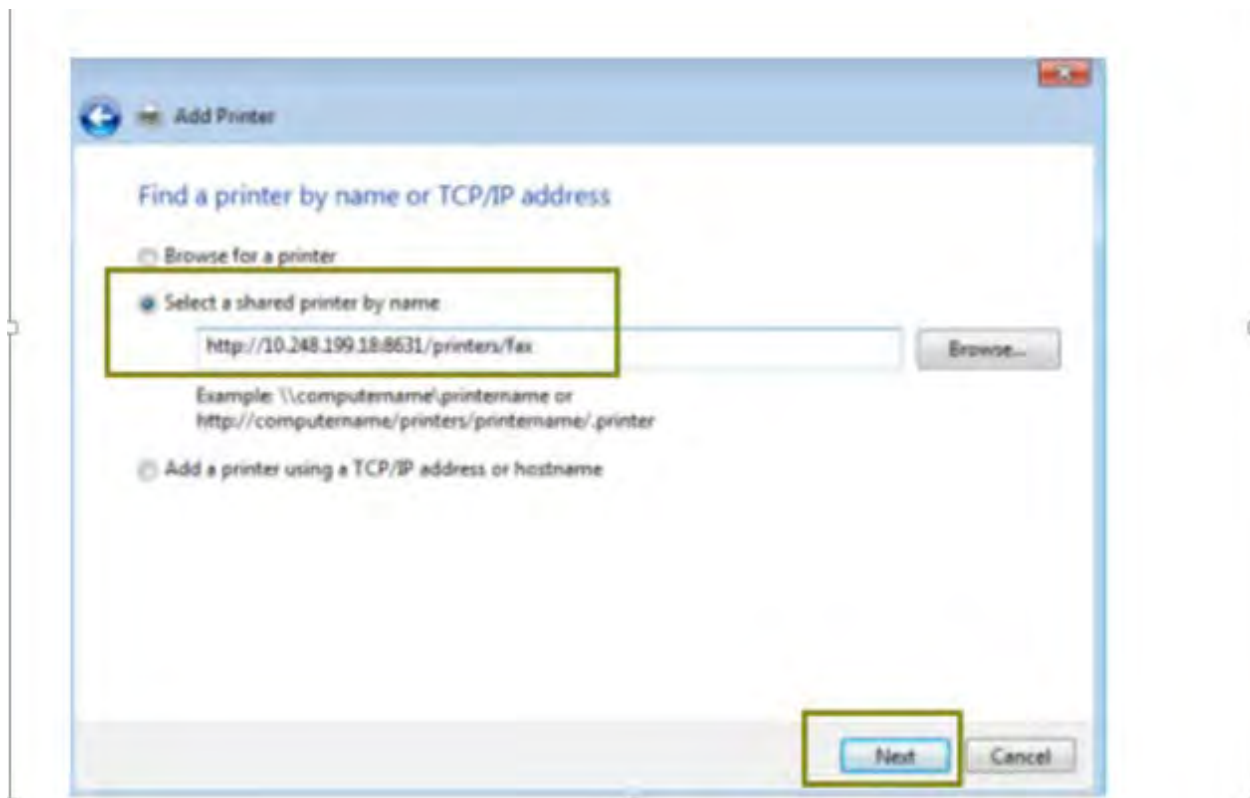 Add Printer
Find a printer by name or TCP/IP address
Browse for a printer
Select a shared printer by name
http://10.248.199.18:8631/printers/fax
Browse...
Example: \\computername\printername or
http://computername/printers/printername/.printer
Add a printer using a TCP/IP address or hostname
Next
Cancel